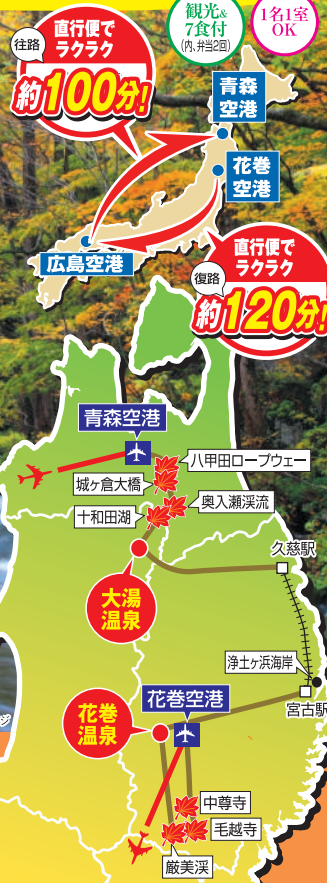 観光&
7食付
(内、弁当2回)
1名1室
OK
往路
直行便で
ラクラク
約100分!
青森
空港
花巻
空港
広島空港
直行便で
ラクラク
復路
約120分!
青森空港
八甲田ロープウェー
城ヶ倉大橋
奥入瀬渓流
十和田湖
久慈駅
大湯
温泉
浄土ヶ浜海岸
花巻空港
宮古駅
花巻
温泉
中尊寺
毛越寺
厳美渓